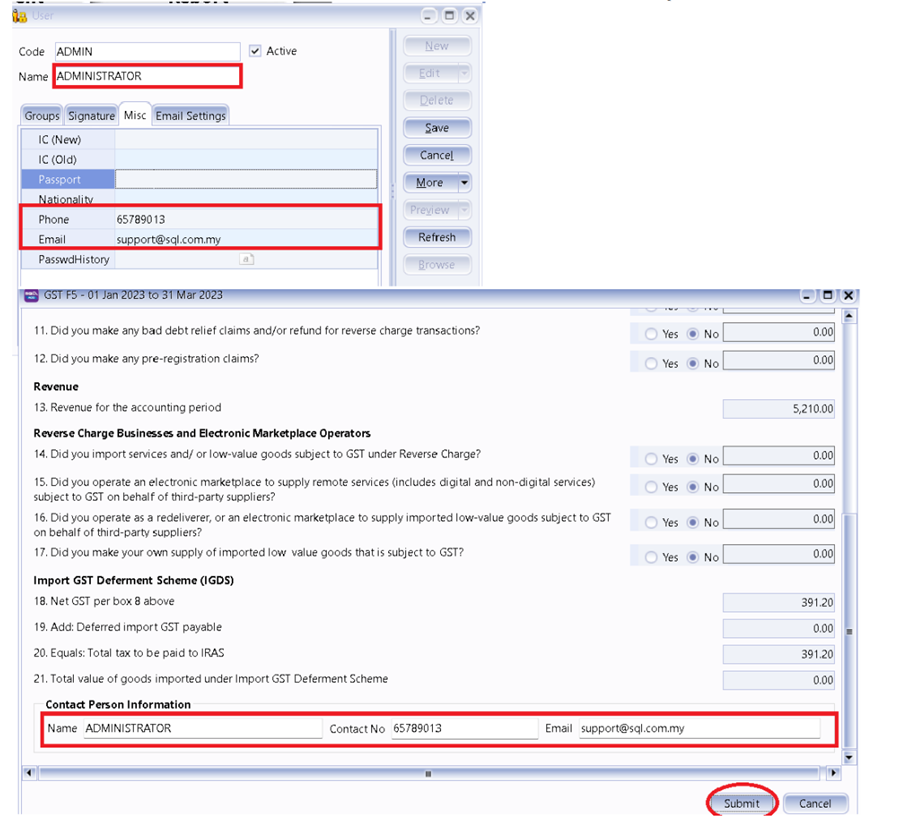 User
Code ADMIN Active
Name ADMINISTRATOR
Groups Signature Misc Email Settings
IC (New)
IC (Old)
Passport
Nationality
Phone 65789013
Email support@sql.com.my
PasswdHistory a
New
Edit
Delete
Save
Cancel
More
Preview
Refresh
Browse
GST F5 - 01 Jan 2023 to 31 Mar 2023
Yes No
11. Did you make any bad debt relief claims and/or refund for reverse charge transactions? Yes No 0.00
12. Did you make any pre-registration claims? Yes No 0.00
Revenue
13. Revenue for the accounting period 5,210.00
Reverse Charge Businesses and Electronic Marketplace Operators
14. Did you import services and/ or low-value goods subject to GST under Reverse Charge? Yes No 0.00
15. Did you operate an electronic marketplace to supply remote services (includes digital and non-digital services) Yes No 0.00
subject to GST on behalf of third-party suppliers?
16. Did you operate as a redeliverer, or an electronic marketplace to supply imported low-value goods subject to GST Yes No 0.00
on behalf of third-party suppliers?
17. Did you make your own supply of imported low value goods that is subject to GST? Yes No 0.00
Import GST Deferment Scheme (IGDS)
18. Net GST per box 8 above 391.20
19. Add: Deferred import GST payable 0.00
20. Equals: Total tax to be paid to IRAS 391.20
21. Total value of goods imported under Import GST Deferment Scheme 0.00
Contact Person Information
Name ADMINISTRATOR Contact No 65789013 Email support@sql.com.my
Submit Cancel